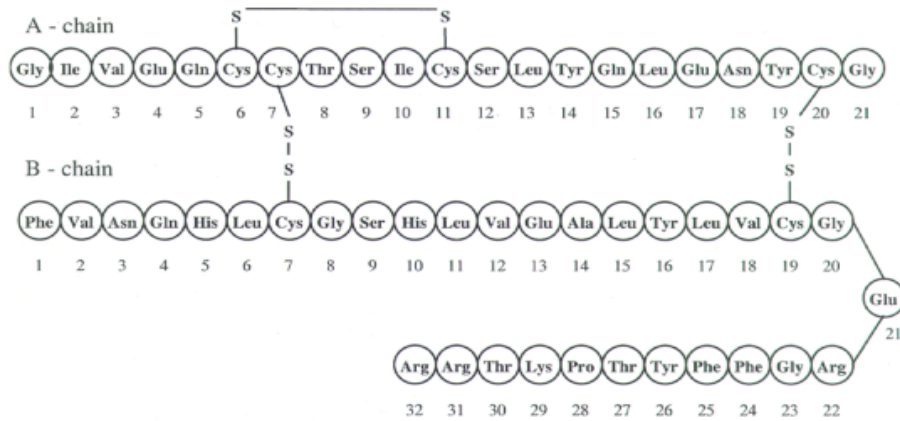 S S
A - chain
Gly Ile Val Glu Gln Cys Cys Thr Ser Ile Cys Ser Leu Tyr Gln Leu Glu Asn Tyr Cys Gly
1 2 3 4 5 6 7 8 9 10 11 12 13 14 15 16 17 18 19 20 21
S S
B - chain S S
Phe Val Asn Gln His Leu Cys Gly Ser His Leu Val Glu Ala Leu Tyr Leu Val Cys Gly
1 2 3 4 5 6 7 8 9 10 11 12 13 14 15 16 17 18 19 20
Glu
21
Arg Arg Thr Lys Pro Thr Tyr Phe Phe Gly Arg
32 31 30 29 28 27 26 25 24 23 22